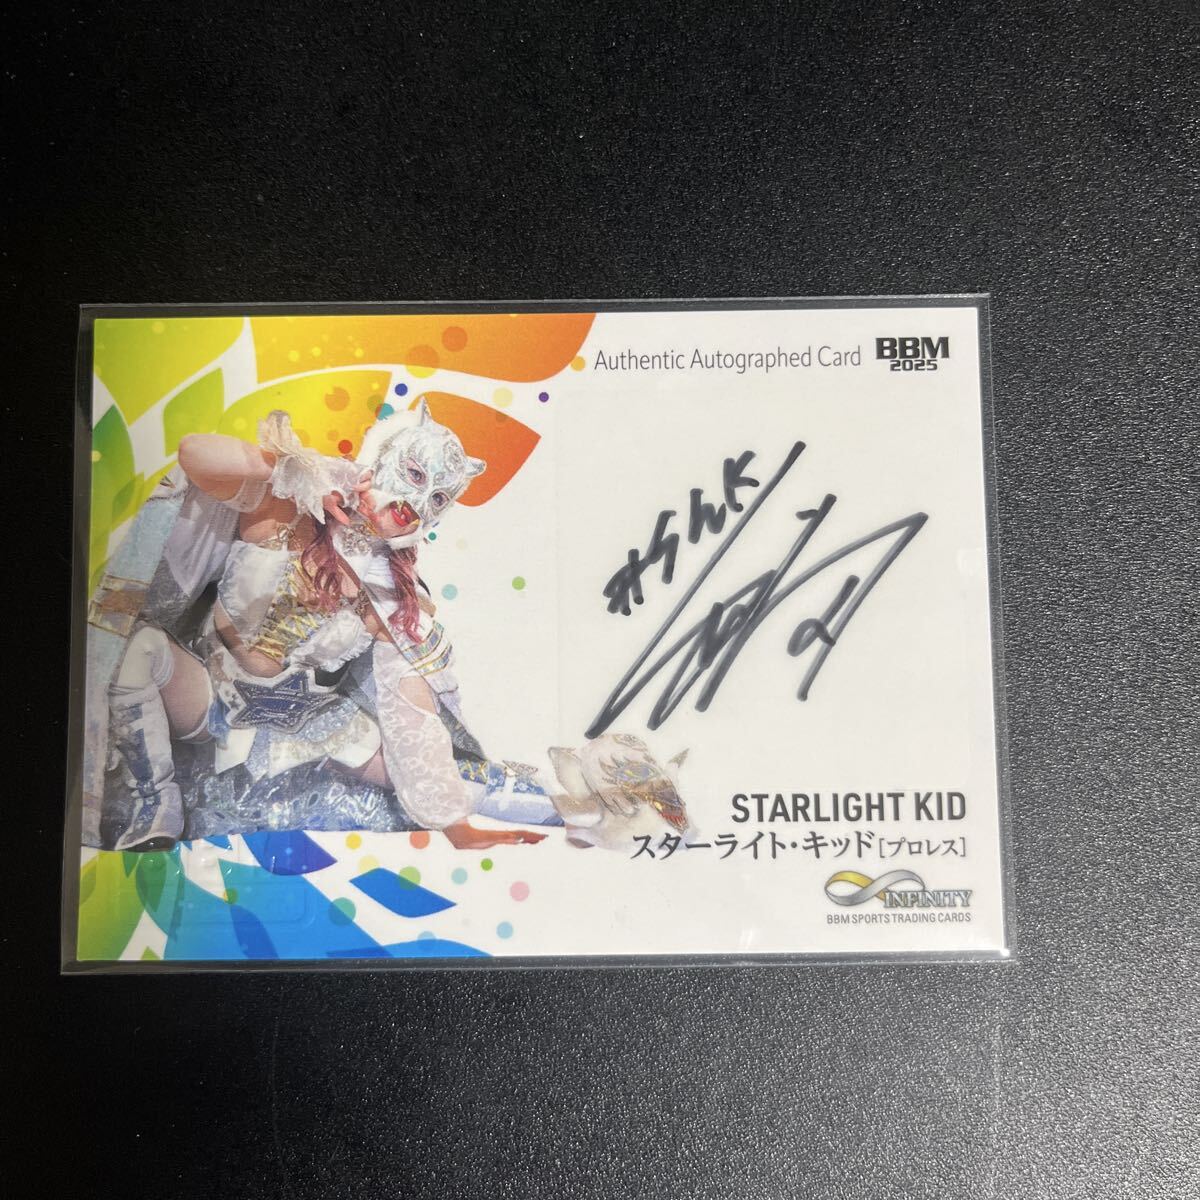 Authentic Autographed Card
BBM
2025
#SLK
STARLIGHT KID
スターライト・キッド[プロレス]
INFINITY
BBM SPORTS TRADING CARDS